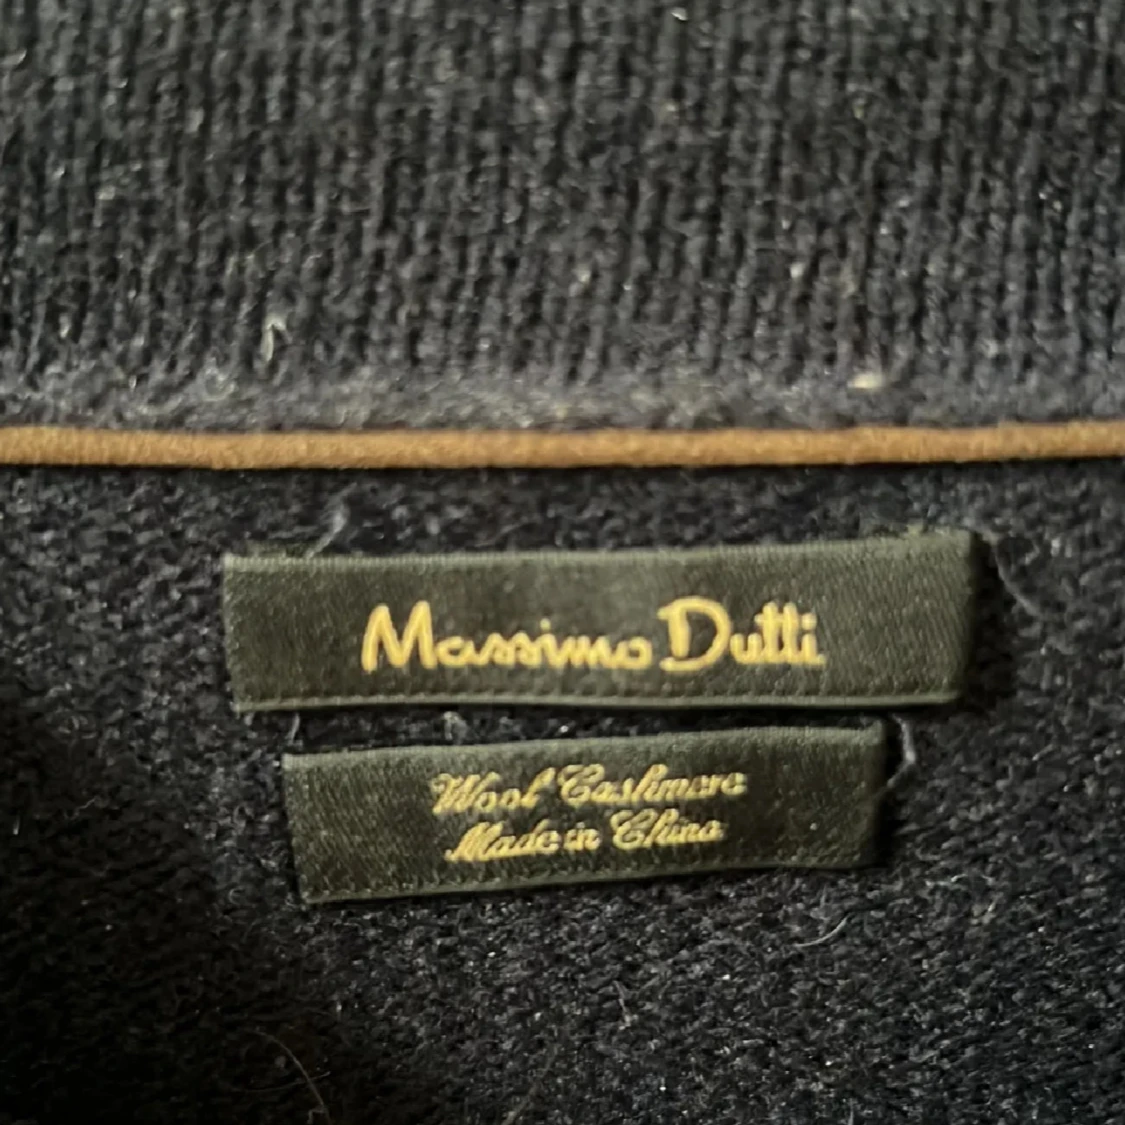 Massimo Dutti
Wool Cashmere
Made in China